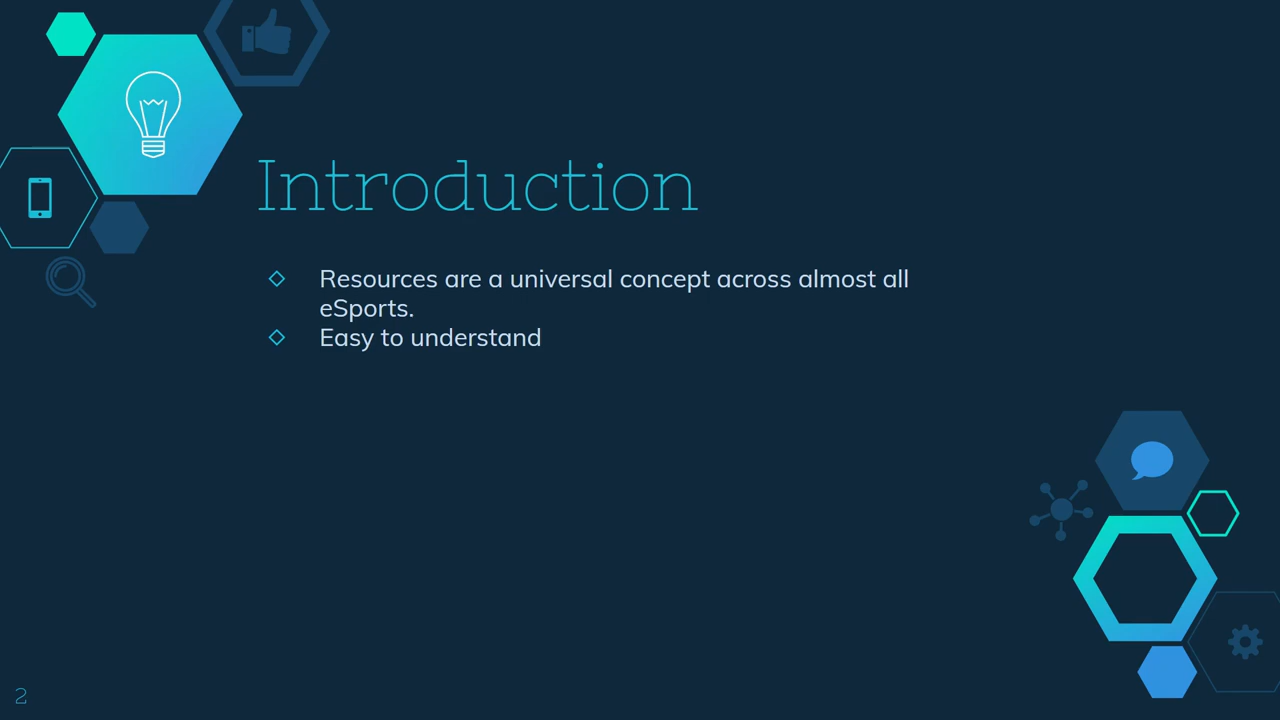 Introduction
Resources are a universal concept across almost all
eSports.
Easy to understand
2